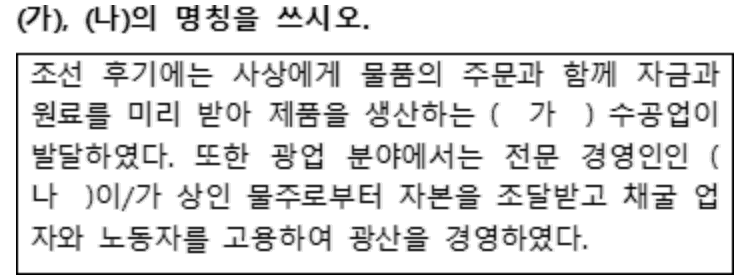 (가), (나)의 명칭을 쓰시오.
조선 후기에는 사상에게 물품의 주문과 함께 자금과
원료를 미리 받아 제품을 생산하는 ( 가 ) 수공업이
발달하였다. 또한 광업 분야에서는 전문 경영인인 (
나 )이/가 상인 물주로부터 자본을 조달받고 채굴 업
자와 노동자를 고용하여 광산을 경영하였다.